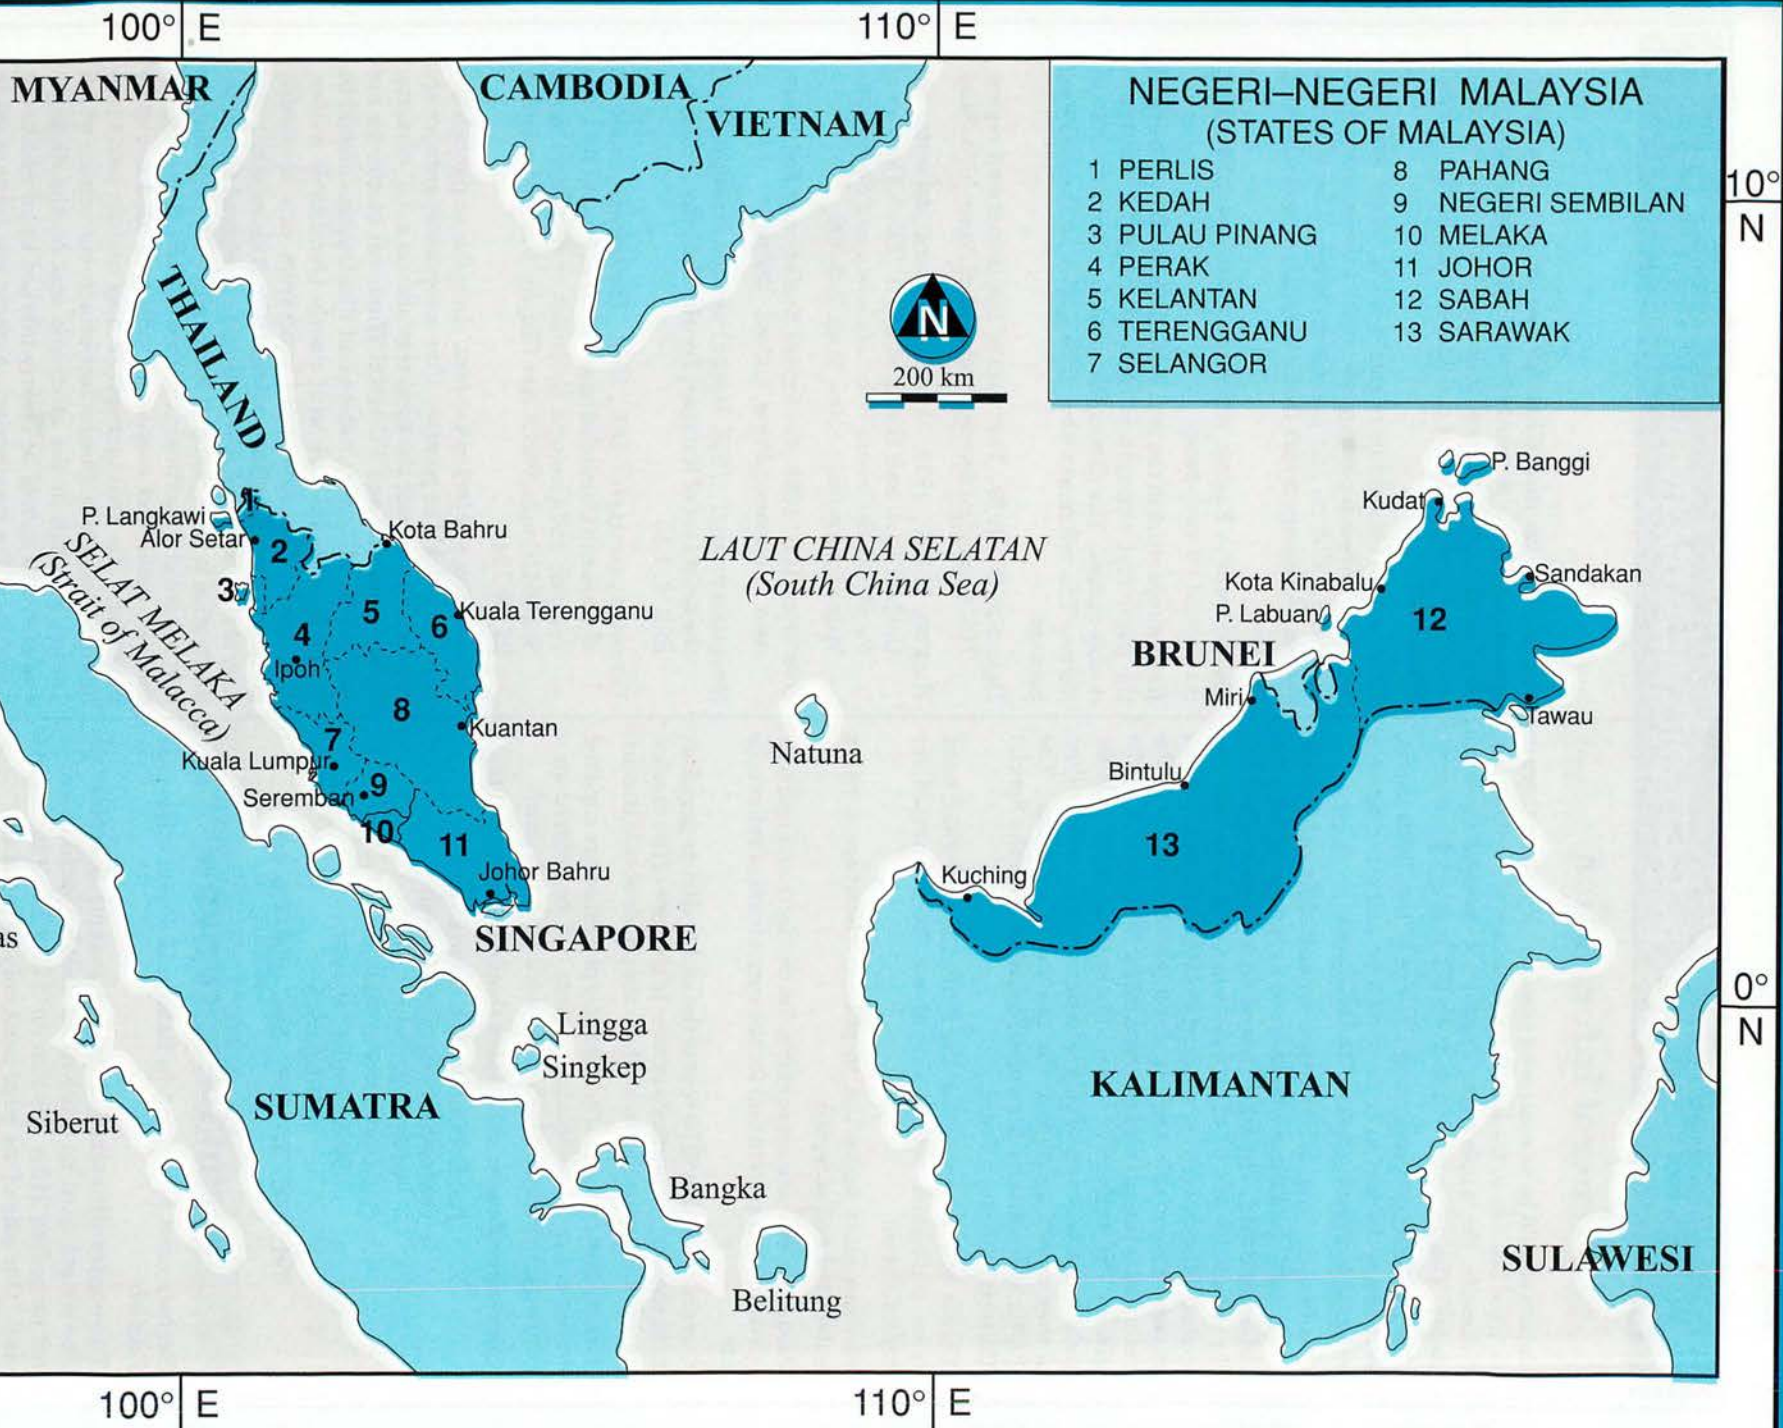 100° E
110° E
MYANMAR
CAMBODIA
VIETNAM
THAILAND
NEGERI–NEGERI MALAYSIA
(STATES OF MALAYSIA)
1 PERLIS
2 KEDAH
3 PULAU PINANG
4 PERAK
5 KELANTAN
6 TERENGGANU
7 SELANGOR
8 PAHANG
9 NEGERI SEMBILAN
10 MELAKA
11 JOHOR
12 SABAH
13 SARAWAK
10°
N
N
200 km
P. Banggi
Kudat
1
P. Langkawi
Alor Setar
2
Kota Bahru
SELAT MELAKA
(Strait of Malacca)
LAUT CHINA SELATAN
(South China Sea)
Kota Kinabalu
Sandakan
3
5
6
Kuala Terengganu
P. Labuan
12
4
Ipoh
BRUNEI
Miri
8
Kuantan
Tawau
7
Natuna
Kuala Lumpur
Bintulu
9
Seremban
10
11
13
Johor Bahru
Kuching
as
SINGAPORE
0°
N
Lingga
Singkep
Siberut
SUMATRA
KALIMANTAN
Bangka
SULAWESI
Belitung
100° E
110° E